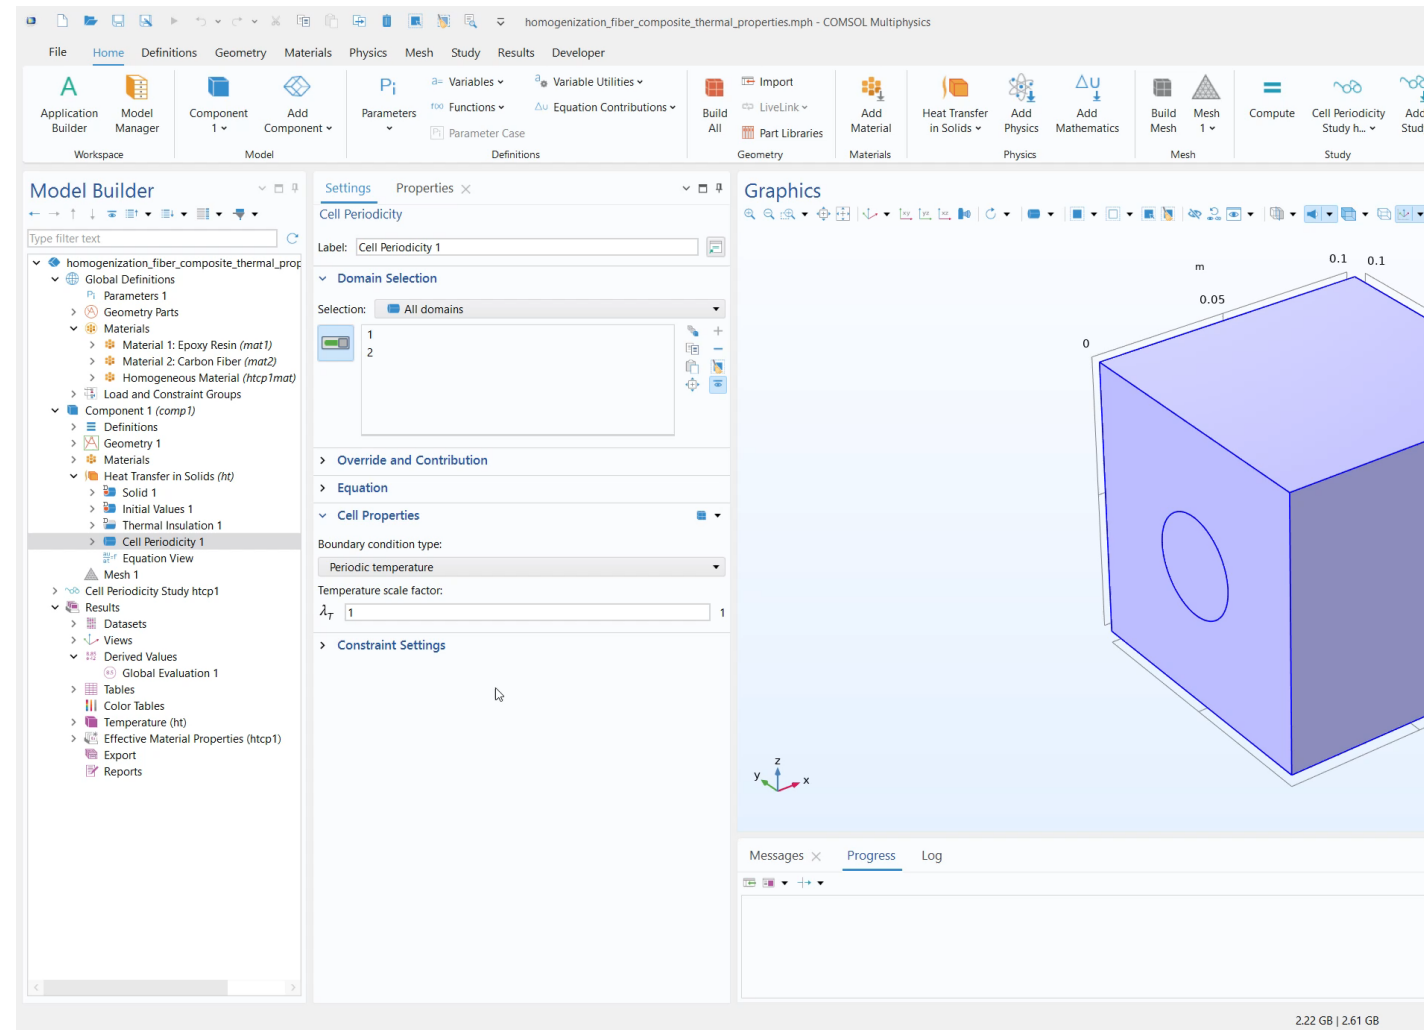 homogenization_fiber_composite_thermal_properties.mph - COMSOL Multiphysics
File Home Definitions Geometry Materials Physics Mesh Study Results Developer
Application Builder
Model Manager
Workspace
Component 1
Add Component
Model
Pi
Parameters
a= Variables
f(x) Functions
Pi Parameter Case
Variable Utilities
Δu Equation Contributions
Definitions
Build All
Import
LiveLink
Part Libraries
Geometry
Add Material
Materials
Heat Transfer in Solids
Add Physics
Add Mathematics
Physics
Build Mesh
Mesh 1
Mesh
Compute
Cell Periodicity Study h...
Add
Stud
Study
Model Builder
Type filter text
homogenization_fiber_composite_thermal_prop
Global Definitions
Pi Parameters 1
Geometry Parts
Materials
Material 1: Epoxy Resin (mat1)
Material 2: Carbon Fiber (mat2)
Homogeneous Material (htcp1mat)
Load and Constraint Groups
Component 1 (comp1)
Definitions
Geometry 1
Materials
Heat Transfer in Solids (ht)
Solid 1
Initial Values 1
Thermal Insulation 1
Cell Periodicity 1
Equation View
Mesh 1
Cell Periodicity Study htcp1
Results
Datasets
Views
Derived Values
Global Evaluation 1
Tables
Color Tables
Temperature (ht)
Effective Material Properties (htcp1)
Export
Reports
Settings Properties
Cell Periodicity
Label: Cell Periodicity 1
Domain Selection
Selection: All domains
1
2
Override and Contribution
Equation
Cell Properties
Boundary condition type:
Periodic temperature
Temperature scale factor:
λT 1 1
Constraint Settings
Graphics
0.1 0.1
m
0.05
0
z
y x
Messages Progress Log
2.22 GB | 2.61 GB